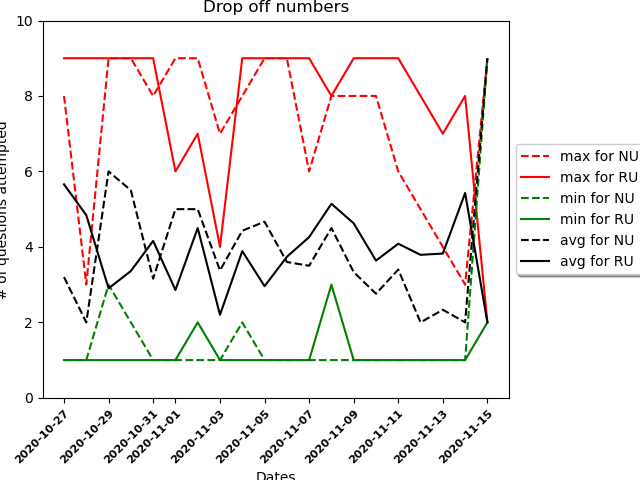 Drop off numbers
# of questions attempted
10
8
6
4
2
0
2020-10-27
2020-10-29
2020-10-31
2020-11-01
2020-11-03
2020-11-05
2020-11-07
2020-11-09
2020-11-11
2020-11-13
2020-11-15
Dates
max for NU
max for RU
min for NU
min for RU
avg for NU
avg for RU